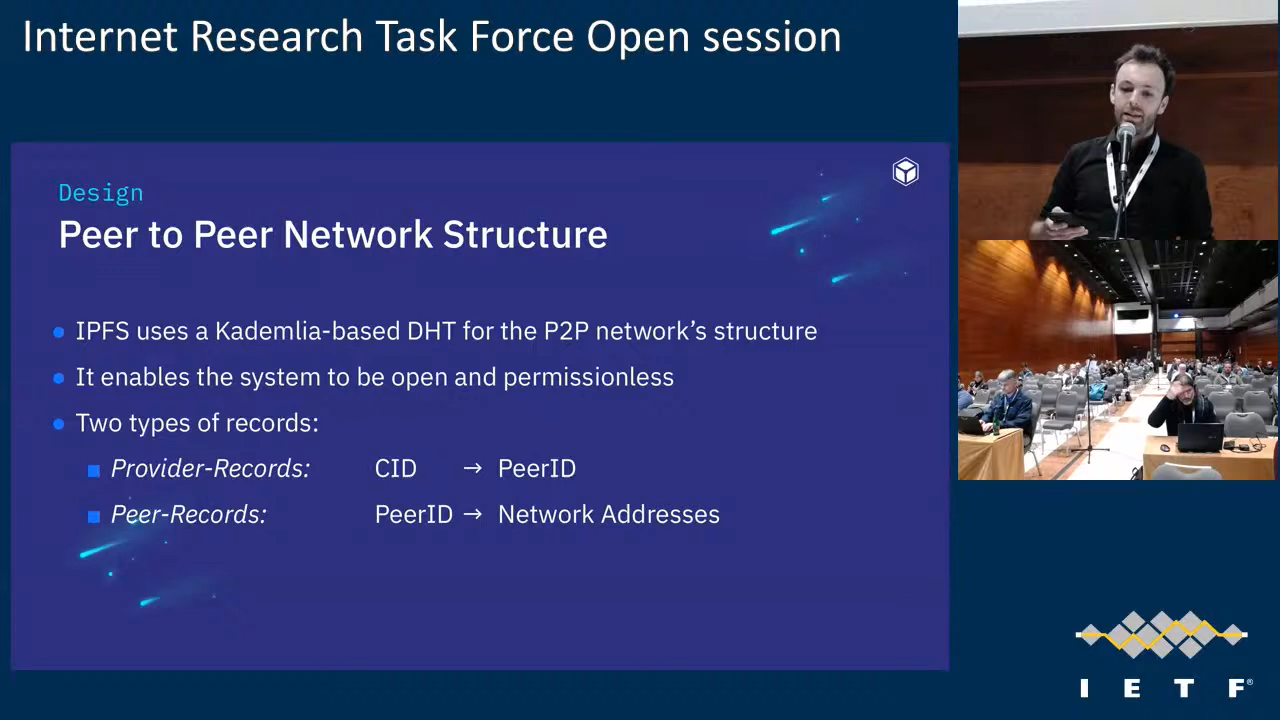 Internet Research Task Force Open session
Design
Peer to Peer Network Structure
IPFS uses a Kademlia-based DHT for the P2P network's structure
It enables the system to be open and permissionless
Two types of records:
Provider-Records: CID → PeerID
Peer-Records: PeerID → Network Addresses
I E T F®